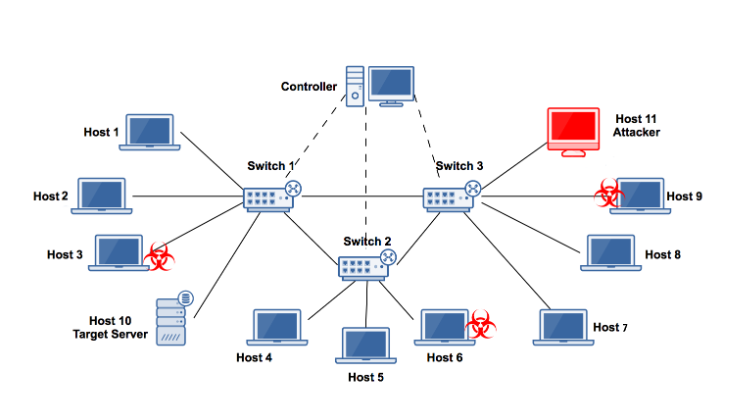 Controller
Host 1
Host 11
Attacker
Switch 1
Switch 3
Host 2
Host 9
Host 3
Switch 2
Host 8
Host 10
Target Server
Host 7
Host 4
Host 6
Host 5